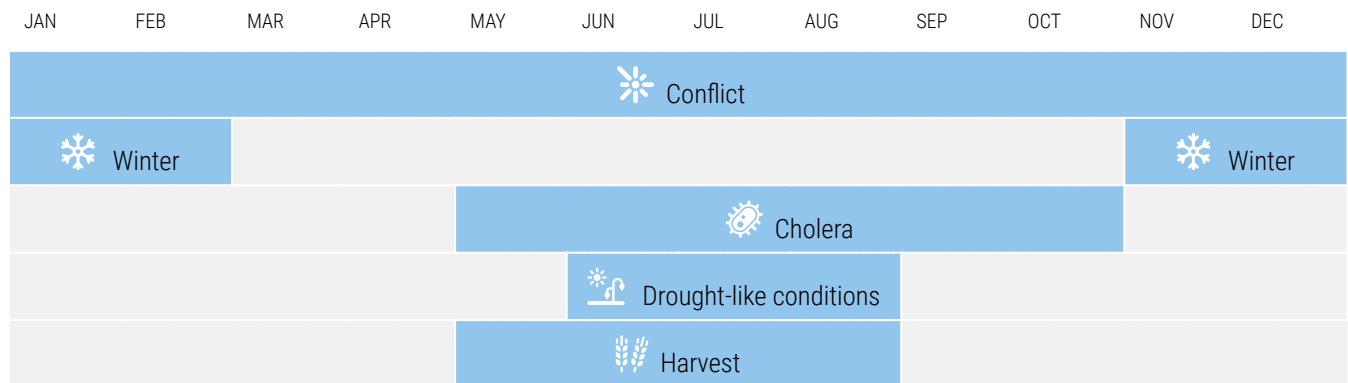 JAN FEB MAR APR MAY JUN JUL AUG SEP OCT NOV DEC
Conflict
Winter Winter
Cholera
Drought-like conditions
Harvest